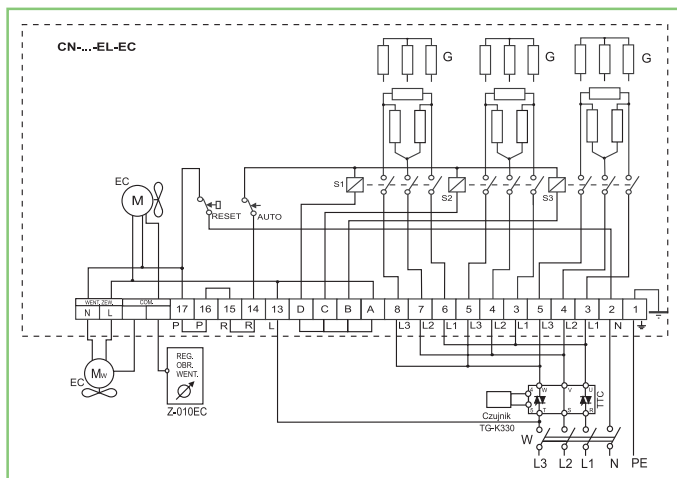 CN-...-EL-EC
G G G
EC
M
S1 S2 S3
RESET AUTO
WENT. ZEW. COM.
N L 17 16 15 14 13 D C B A 8 7 6 5 4 3 5 4 3 2 1
P P R R L L3 L2 L1 L3 L2 L1 L3 L2 L1 N
EC
Mw
REG.
OBR.
WENT.
Z-010EC
Czujnik
TG-K330
W V U
T S R
TTC
W
L3 L2 L1 N PE